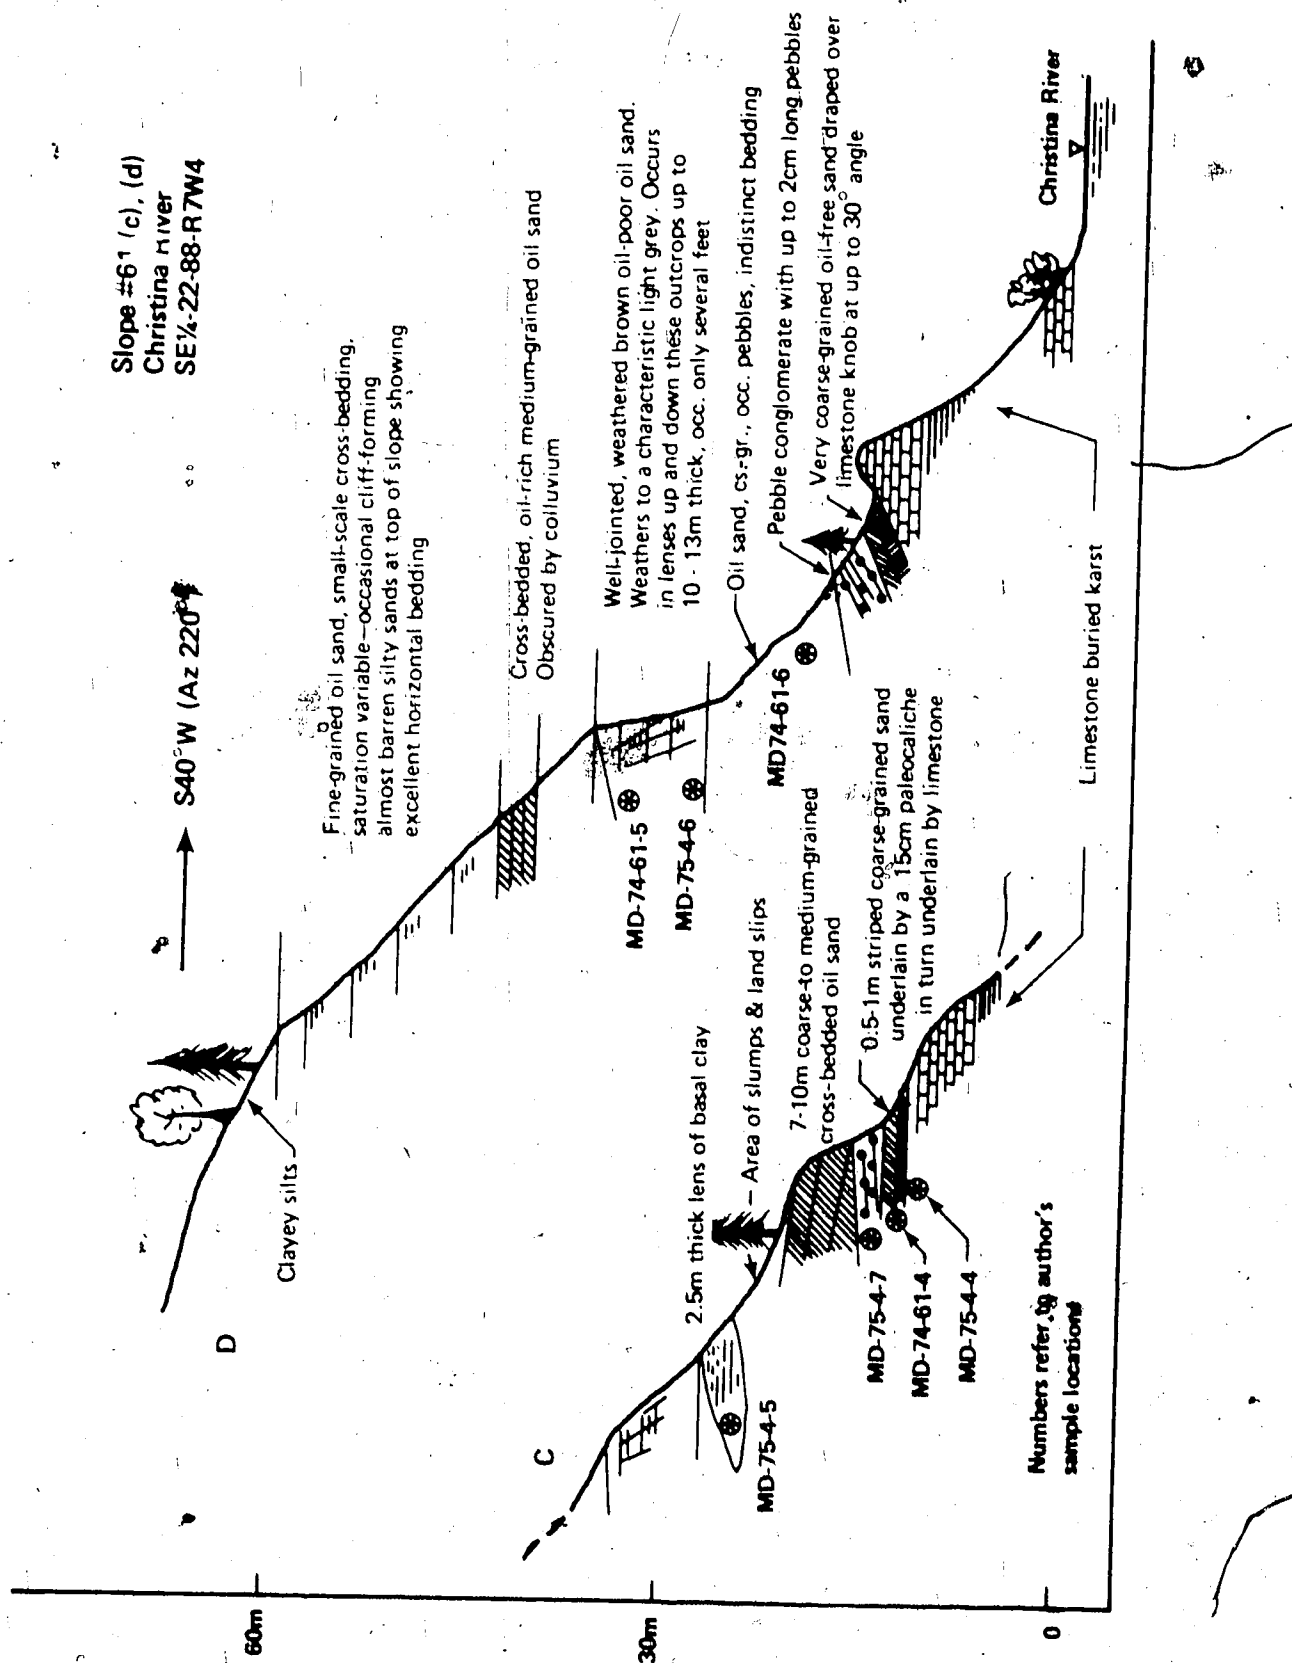 Slope #61 (c), (d)
Christina River
SE¼-22-88-R7W4
S40°W (Az 220°)
Fine-grained oil sand, small-scale cross-bedding,
saturation variable—occasional cliff-forming
almost barren silty sands at top of slope showing
excellent horizontal bedding
Cross-bedded, oil-rich medium-grained oil sand
Obscured by colluvium
Well-jointed, weathered brown oil-poor oil sand.
Weathers to a characteristic light grey. Occurs
in lenses up and down these outcrops up to
10 - 13m thick, occ. only several feet
Oil sand, cs.-gr., occ. pebbles, indistinct bedding
Pebble conglomerate with up to 2cm long pebbles
Very coarse-grained oil-free sand draped over
limestone knob at up to 30° angle
Christina River
D
Clayey silts
MD-74-61-5
MD-75-4-6
MD74-61-6
C
2.5m thick lens of basal clay
Area of slumps & land slips
7-10m coarse-to medium-grained
cross-bedded oil sand
0.5-1m striped coarse-grained sand
underlain by a 15cm paleocaliche
in turn underlain by limestone
Limestone buried karst
MD-75-4-5
MD-75-4-7
MD-74-61-4
MD-75-4-4
Numbers refer to author's
sample locations
60m
30m
0